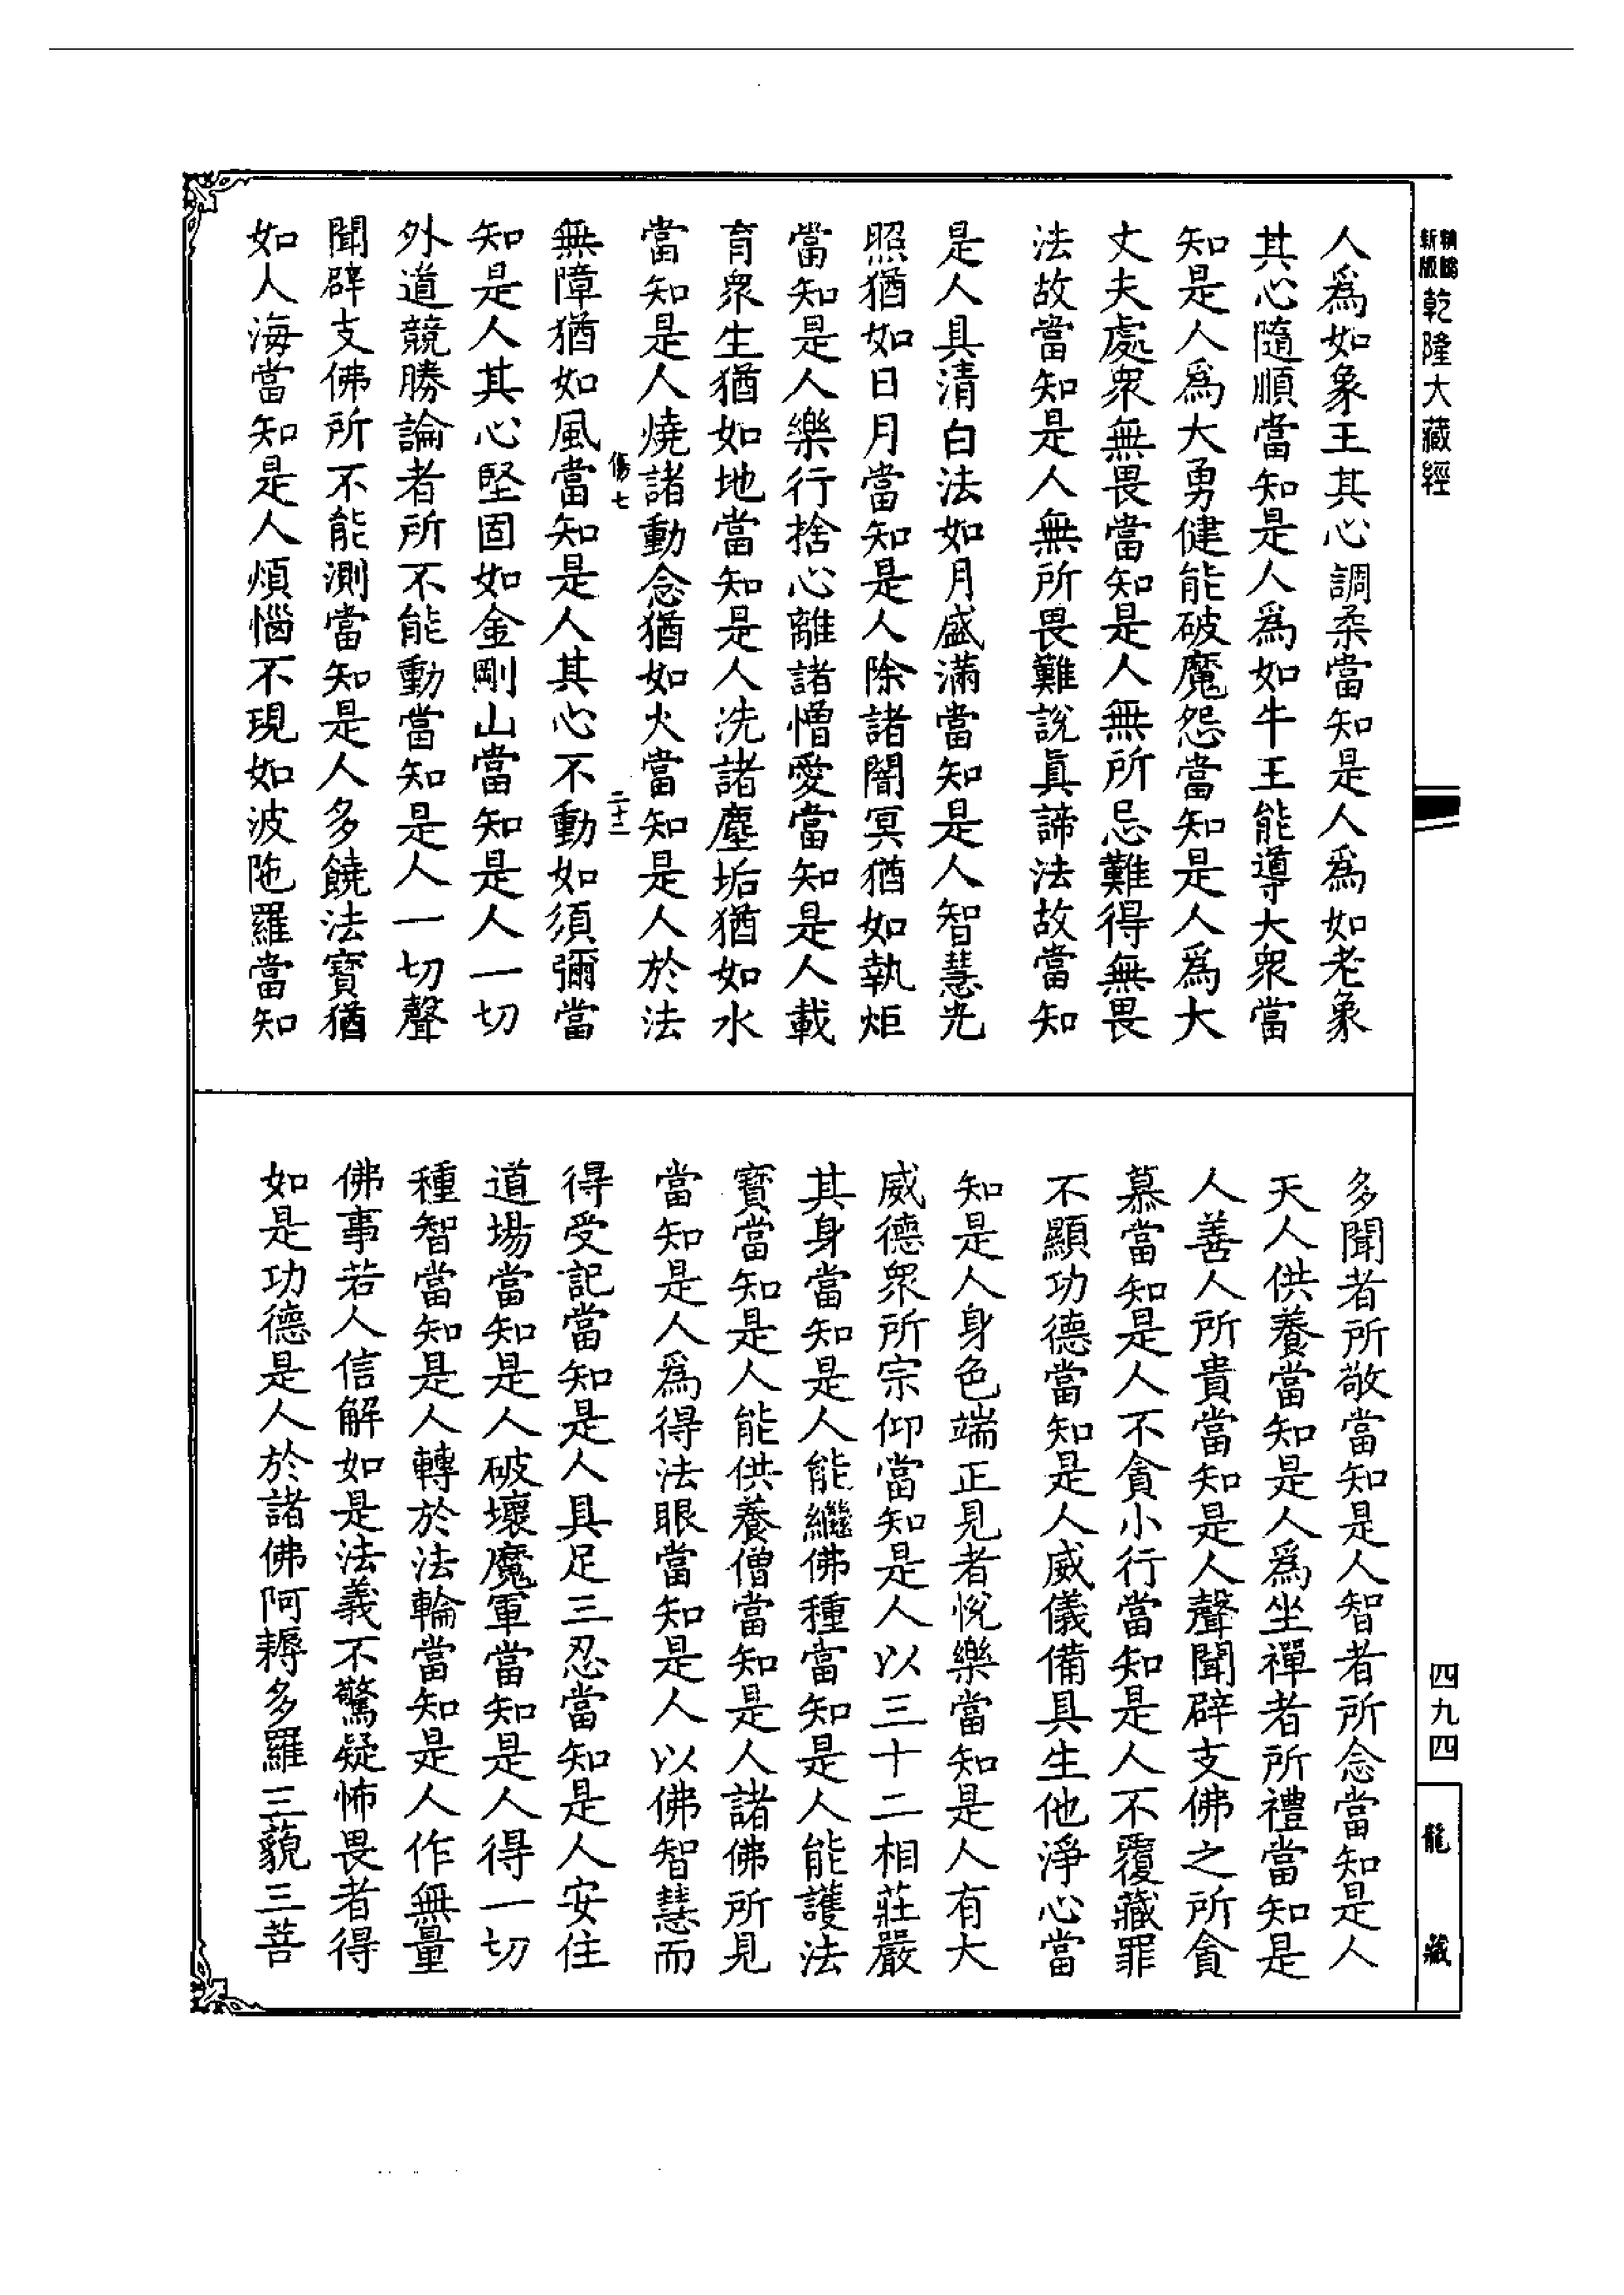 新版
精縮
乾隆大藏經
人爲如象王其心調柔當知是人爲如老象
其心隨順當知是人爲如牛王能導大衆當
知是人爲大勇健能破魔怨當知是人爲大
丈夫處衆無畏當知是人無所忌難得無畏
法故當知是人無所畏難說真諦法故當知
是人具清白法如月盛滿當知是人智慧光
照猶如日月當知是人除諸闇冥猶如執炬
當知是人樂行捨心離諸憎愛當知是人載
育衆生猶如地當知是人洗諸塵垢猶如水
當知是人燒諸動念猶如火當知是人於法
傷七
二十二
無障猶如風當知是人其心不動如須彌當
知是人其心堅固如金剛山當知是人一切
外道競勝論者所不能動當知是人一切聲
聞辟支佛所不能測當知是人多饒法寶猶
如人海當知是人煩惱不現如波陁羅當知
多聞者所敬當知是人智者所念當知是人
天人供養當知是人爲坐禪者所禮當知是
人善人所貴當知是人聲聞辟支佛之所貪
慕當知是人不貪小行當知是人不覆藏罪
不顯功德當知是人威儀備具生他淨心當
知是人身色端正見者悅樂當知是人有大
威德衆所宗仰當知是人以三十二相莊嚴
其身當知是人能繼佛種當知是人能護法
寶當知是人能供養僧當知是人諸佛所見
當知是人爲得法眼當知是人以佛智慧而
得受記當知是人具足三忍當知是人安住
道場當知是人破壞魔軍當知是人得一切
種智當知是人轉於法輪當知是人作無量
佛事若人信解如是法義不驚疑怖畏者得
如是功德是人於諸佛阿耨多羅三藐三菩
四九四
龍藏